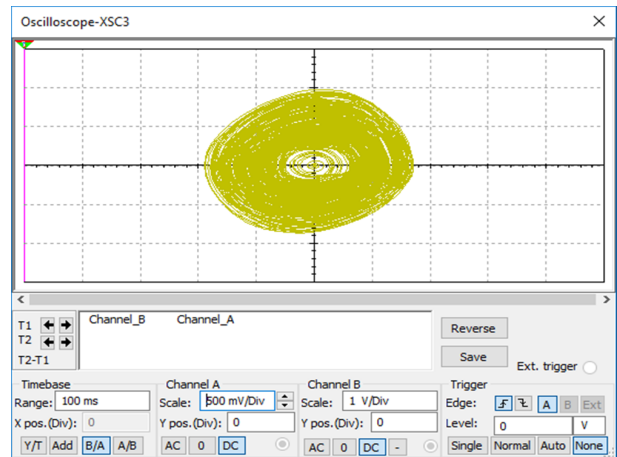 Oscilloscope-XSC3
T1
T2
T2-T1
Channel_B Channel_A
Reverse
Save
Ext. trigger
Timebase
Range: 100 ms
X pos.(Div): 0
Y/T Add B/A A/B
Channel A
Scale: 500 mV/Div
Y pos.(Div): 0
AC 0 DC
Channel B
Scale: 1 V/Div
Y pos.(Div): 0
AC 0 DC -
Trigger
Edge: A B Ext
Level: 0 V
Single Normal Auto None